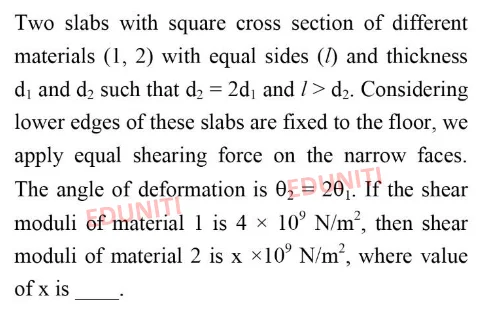 Two slabs with square cross section of different
materials (1, 2) with equal sides (l) and thickness
d₁ and d₂ such that d₂ = 2d₁ and l > d₂. Considering
lower edges of these slabs are fixed to the floor, we
apply equal shearing force on the narrow faces.
The angle of deformation is θ₂ = 2θ₁. If the shear
moduli of material 1 is 4 × 10⁹ N/m², then shear
moduli of material 2 is x ×10⁹ N/m², where value
of x is ____.
EDUNITI
EDUNITI